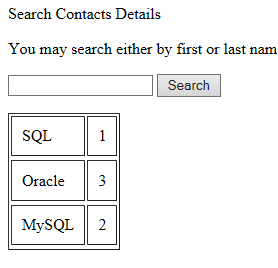 Search Contacts Details
You may search either by first or last nam
Search
SQL 1
Oracle 3
MySQL 2